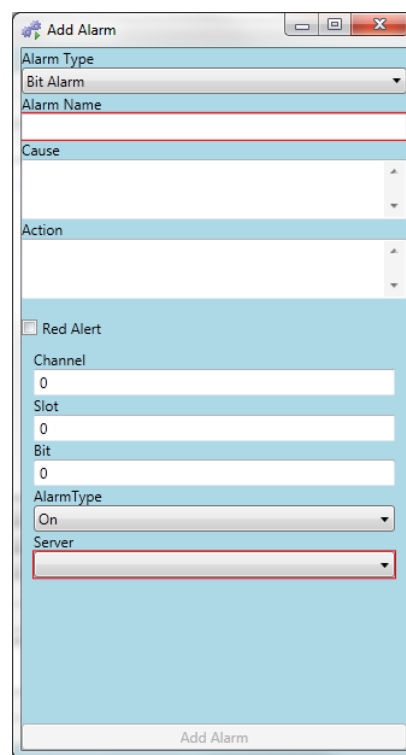 Add Alarm
Alarm Type
Bit Alarm
Alarm Name
Cause
Action
Red Alert
Channel
0
Slot
0
Bit
0
AlarmType
On
Server
Add Alarm